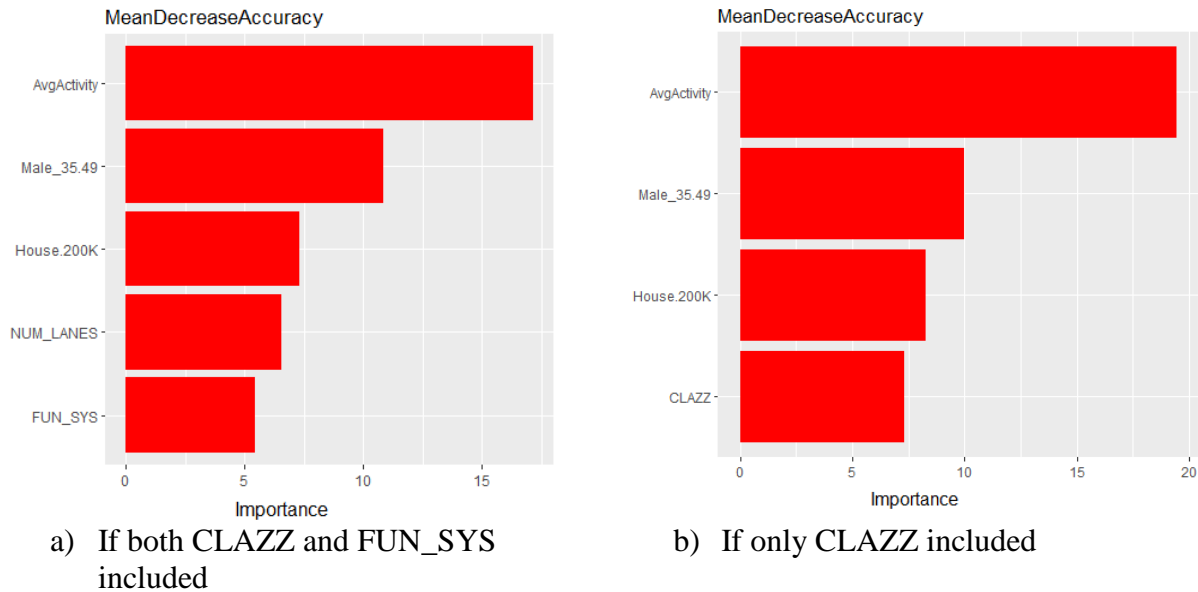 MeanDecreaseAccuracy
AvgActivity
Male_35.49
House.200K
NUM_LANES
FUN_SYS
0 5 10 15
Importance
a) If both CLAZZ and FUN_SYS
included
MeanDecreaseAccuracy
AvgActivity
Male_35.49
House.200K
CLAZZ
0 5 10 15 20
Importance
b) If only CLAZZ included